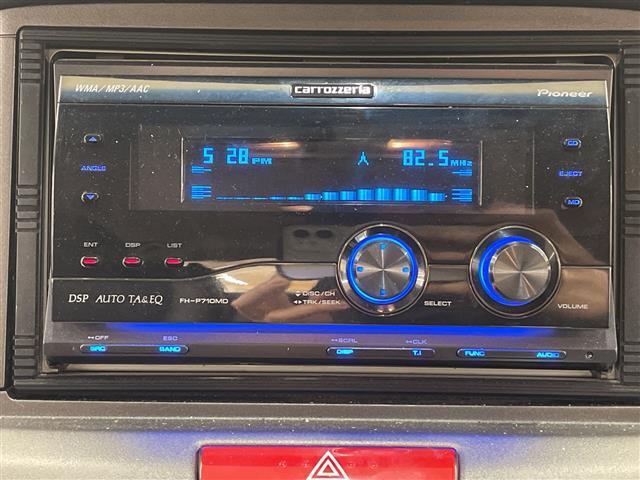 WMA/MP3/AAC carrozzeria Pioneer
CD
5 28 PM 82.5 MHz
ANGLE EJECT
MD
ENT DSP LIST
DSP AUTO TA&EQ FH-P710MD DISC/CH TRK/SEEK SELECT VOLUME
OFF ESC SCRL CLK
SRC BAND DISP T.I FUNC AUDIO